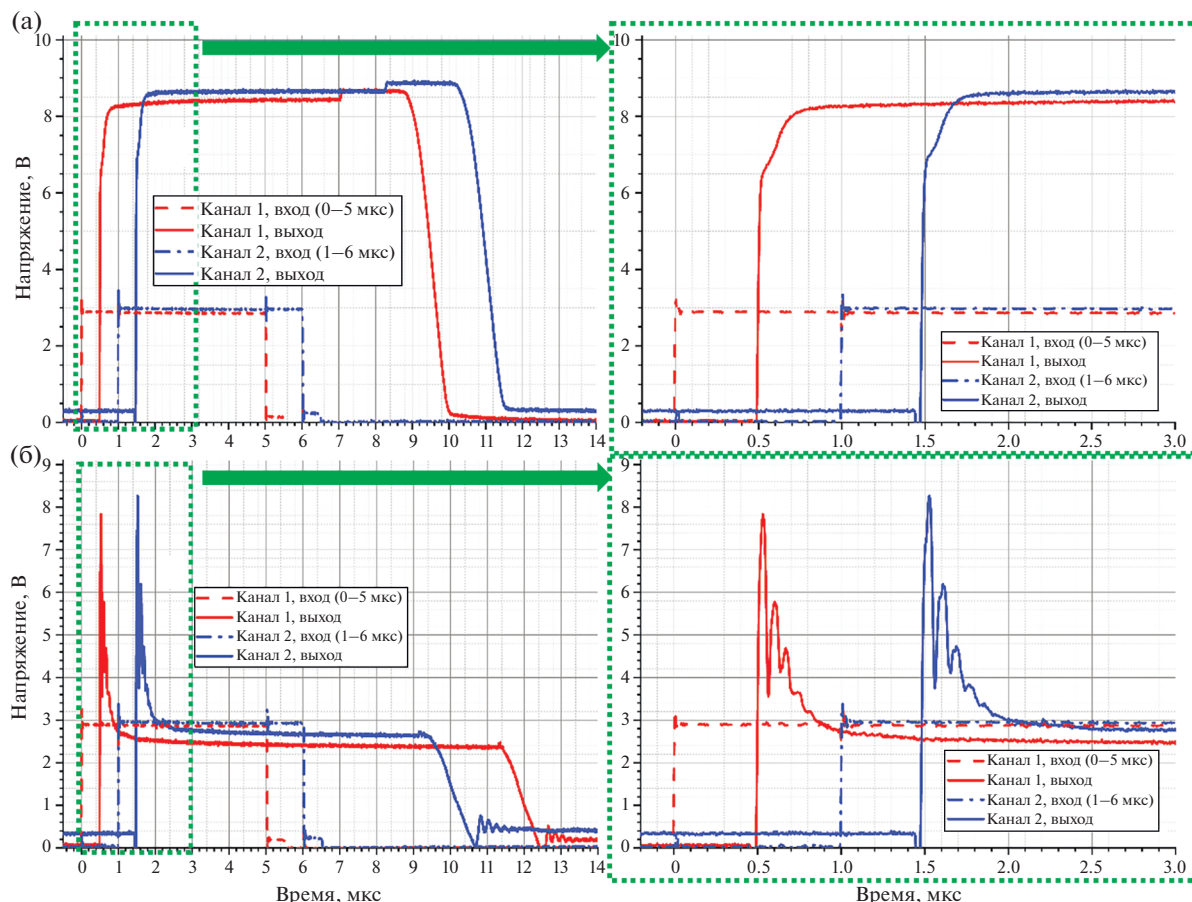 (а)
10
8
6
4
2
0
Напряжение, В
Канал 1, вход (0–5 мкс)
Канал 1, выход
Канал 2, вход (1–6 мкс)
Канал 2, выход
0 1 2 3 4 5 6 7 8 9 10 11 12 13 14
10
8
6
4
2
0
Канал 1, вход (0–5 мкс)
Канал 1, выход
Канал 2, вход (1–6 мкс)
Канал 2, выход
0 0.5 1.0 1.5 2.0 2.5 3.0
(б)
9
8
7
6
5
4
3
2
1
0
Напряжение, В
Канал 1, вход (0–5 мкс)
Канал 1, выход
Канал 2, вход (1–6 мкс)
Канал 2, выход
0 1 2 3 4 5 6 7 8 9 10 11 12 13 14
Время, мкс
9
8
7
6
5
4
3
2
1
0
Канал 1, вход (0–5 мкс)
Канал 1, выход
Канал 2, вход (1–6 мкс)
Канал 2, выход
0 0.5 1.0 1.5 2.0 2.5 3.0
Время, мкс